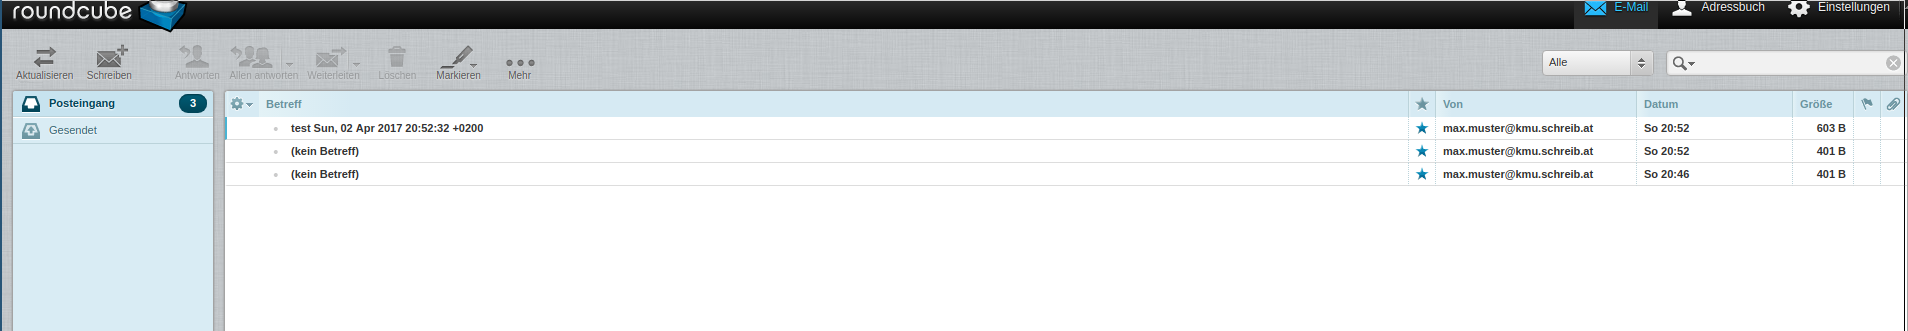 roundcube
E-Mail Adressbuch Einstellungen
Aktualisieren Schreiben Antworten Allen antworten Weiterleiten Löschen Markieren Mehr
Alle
Posteingang 3
Gesendet
Betreff Von Datum Größe
test Sun, 02 Apr 2017 20:52:32 +0200 max.muster@kmu.schreib.at So 20:52 603 B
(kein Betreff) max.muster@kmu.schreib.at So 20:52 401 B
(kein Betreff) max.muster@kmu.schreib.at So 20:46 401 B